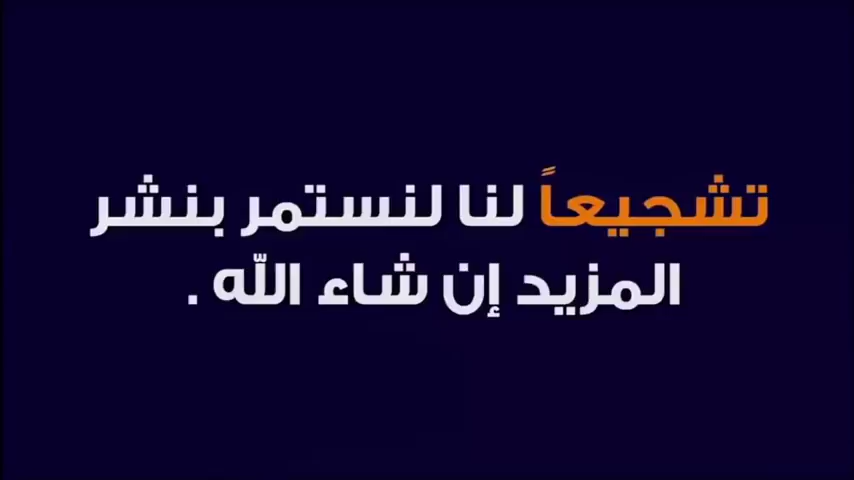 تشجيعاً لنا لنستمر بنشر
المزيد إن شاء الله .